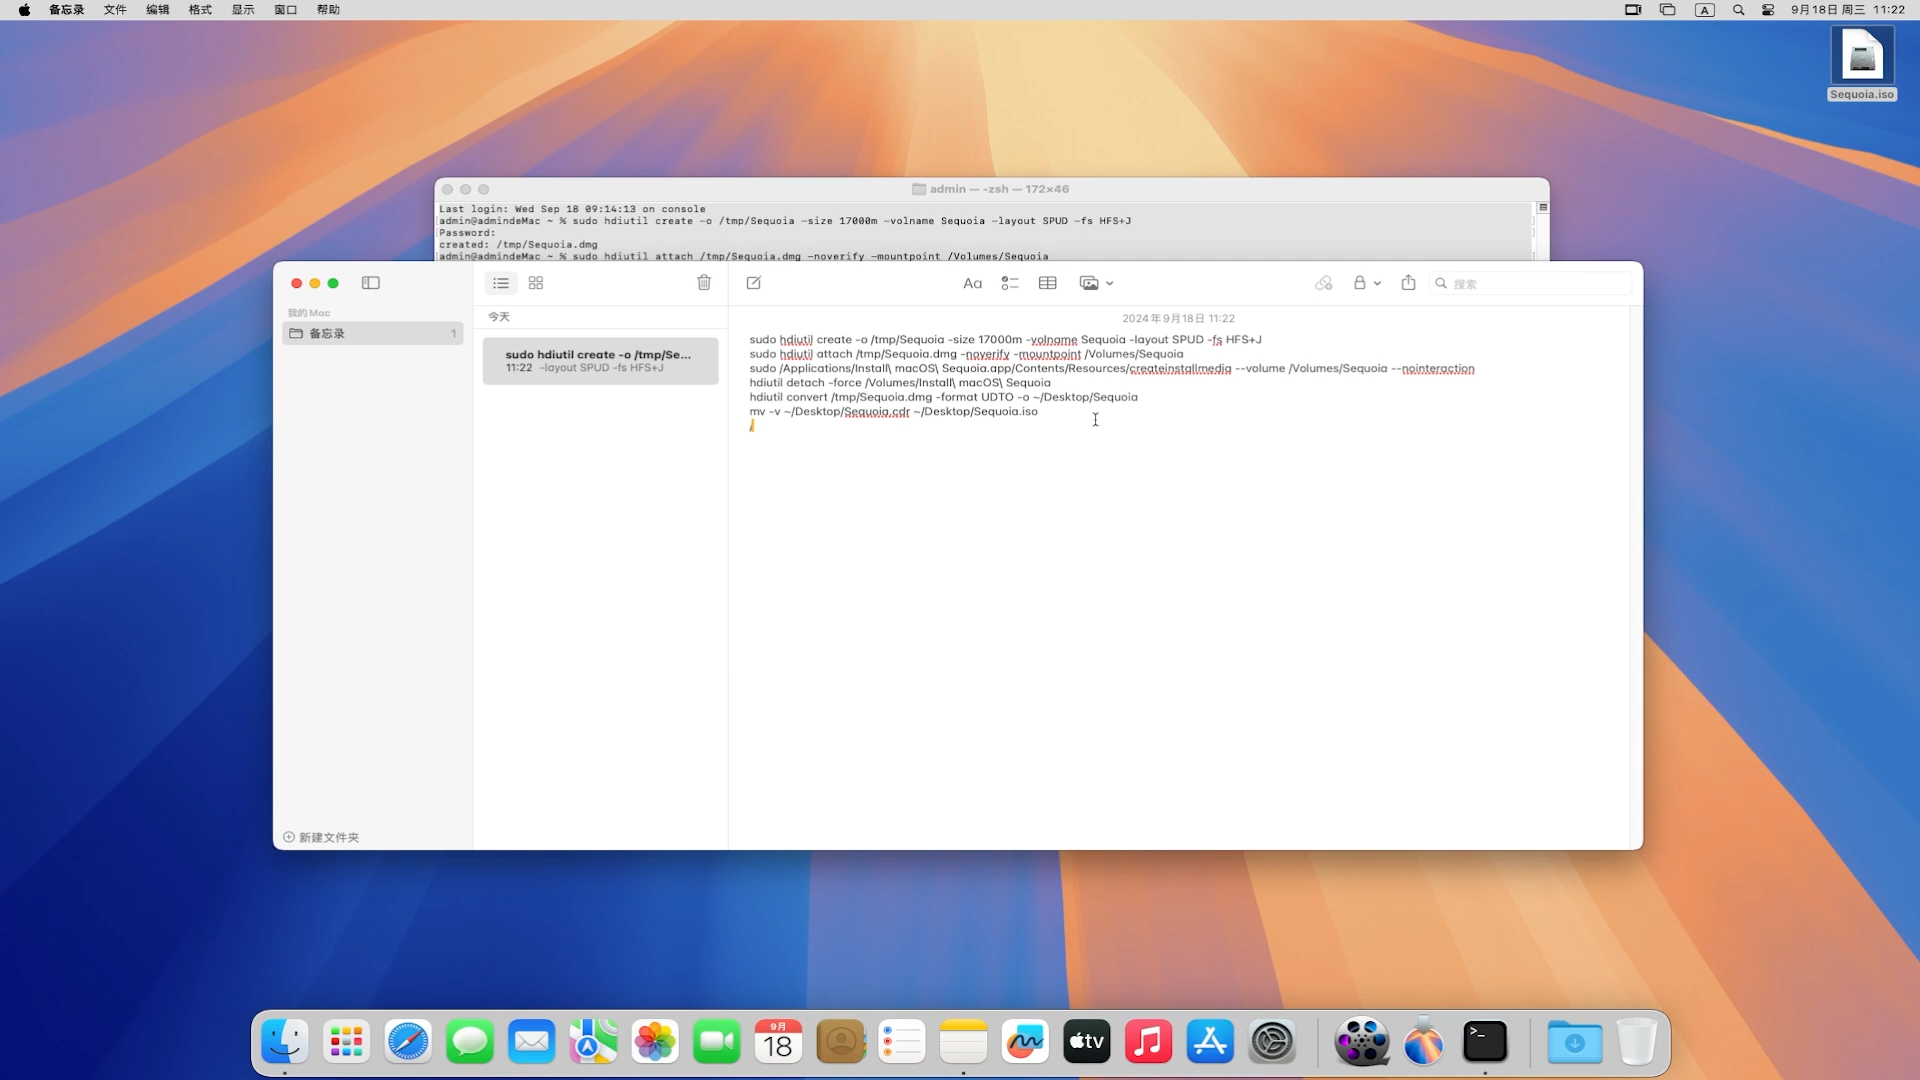 备忘录 文件 编辑 格式 显示 窗口 帮助
A 9月18日 周三 11:22
Sequoia.iso
admin — -zsh — 172×46
Last login: Wed Sep 18 09:14:13 on console
admin@admindeMac ~ % sudo hdiutil create -o /tmp/Sequoia -size 17000m -volname Sequoia -layout SPUD -fs HFS+J
Password:
created: /tmp/Sequoia.dmg
admin@admindeMac ~ % sudo hdiutil attach /tmp/Sequoia.dmg -noverify -mountpoint /Volumes/Sequoia
Aa
搜索
我的 Mac
备忘录 1
今天
sudo hdiutil create -o /tmp/Se...
11:22 -layout SPUD -fs HFS+J
2024年9月18日 11:22
sudo hdiutil create -o /tmp/Sequoia -size 17000m -volname Sequoia -layout SPUD -fs HFS+J
sudo hdiutil attach /tmp/Sequoia.dmg -noverify -mountpoint /Volumes/Sequoia
sudo /Applications/Install\ macOS\ Sequoia.app/Contents/Resources/createinstallmedia --volume /Volumes/Sequoia --nointeraction
hdiutil detach -force /Volumes/Install\ macOS\ Sequoia
hdiutil convert /tmp/Sequoia.dmg -format UDTO -o ~/Desktop/Sequoia
mv -v ~/Desktop/Sequoia.cdr ~/Desktop/Sequoia.iso
新建文件夹
9月
18
tv
>_